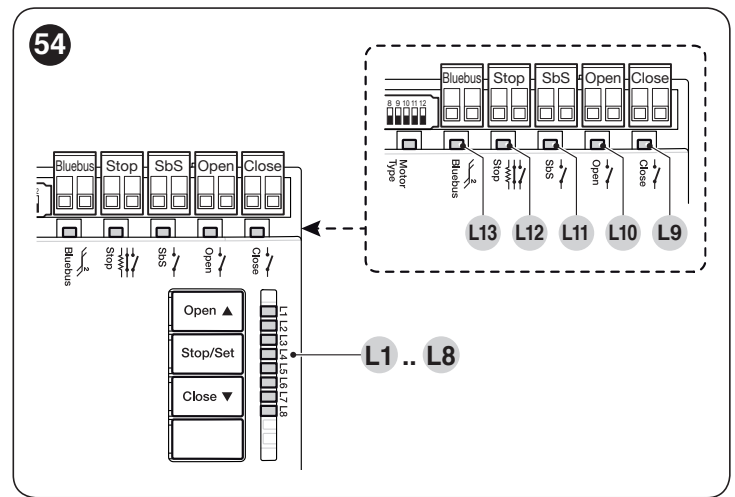 54
Bluebus Stop SbS Open Close
8 9 10 11 12
Motor Type
Bluebus
Stop
SbS
Open
Close
L13 L12 L11 L10 L9
Bluebus Stop SbS Open Close
2
Bluebus
2
Stop
SbS
Open
Close
Open ▲
Stop/Set
Close ▼
L1
L2
L3
L4
L5
L6
L7
L8
L1 .. L8